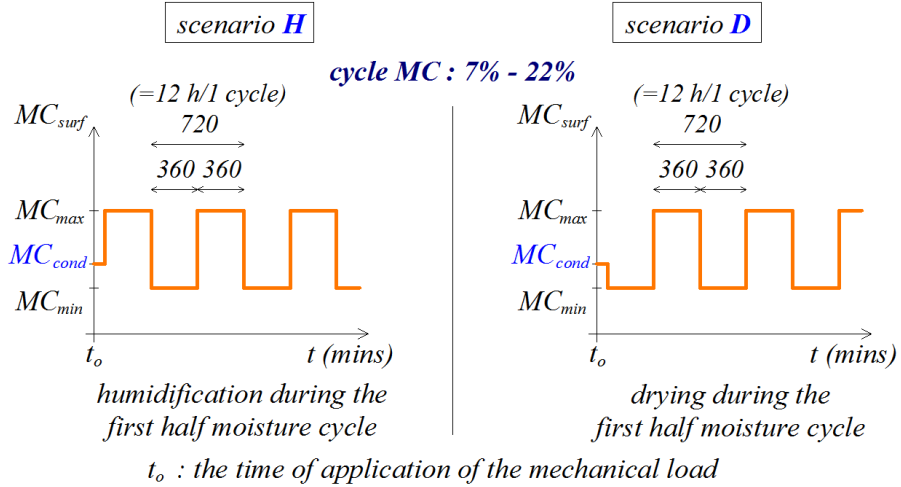 scenario H
scenario D
cycle MC : 7% - 22%
(=12 h/1 cycle)
MCsurf
720
360 360
MCmax
MCcond
MCmin
to
t (mins)
humidification during the
first half moisture cycle
(=12 h/1 cycle)
MCsurf
720
360 360
MCmax
MCcond
MCmin
to
t (mins)
drying during the
first half moisture cycle
to : the time of application of the mechanical load